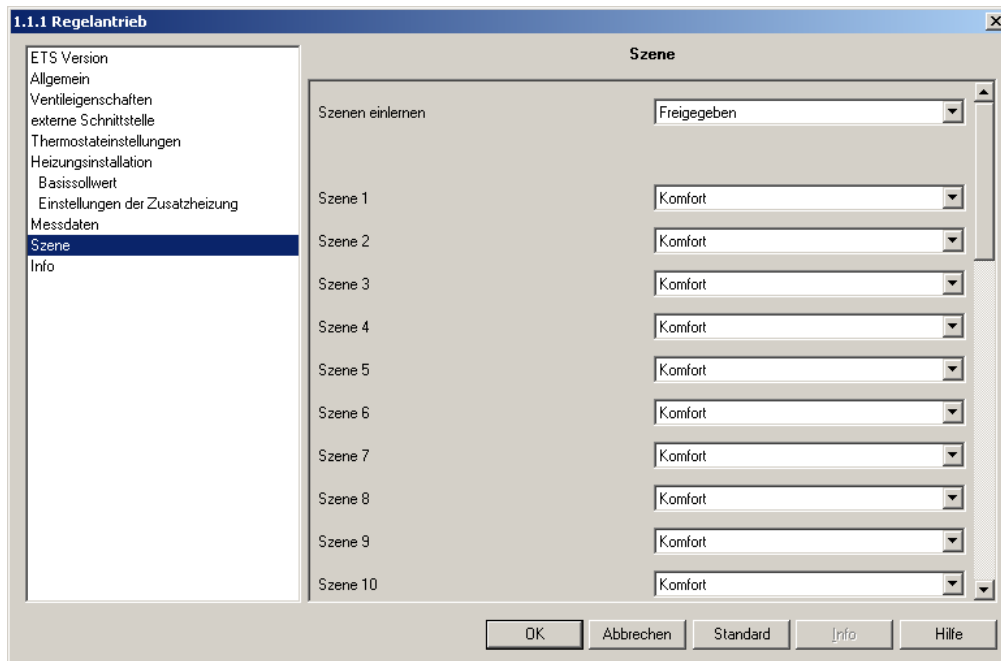 1.1.1 Regelantrieb
ETS Version
Allgemein
Ventileigenschaften
externe Schnittstelle
Thermostateinstellungen
Heizungsinstallation
Basissollwert
Einstellungen der Zusatzheizung
Messdaten
Szene
Info
Szene
Szenen einlernen Freigegeben
Szene 1 Komfort
Szene 2 Komfort
Szene 3 Komfort
Szene 4 Komfort
Szene 5 Komfort
Szene 6 Komfort
Szene 7 Komfort
Szene 8 Komfort
Szene 9 Komfort
Szene 10 Komfort
OK Abbrechen Standard Info Hilfe